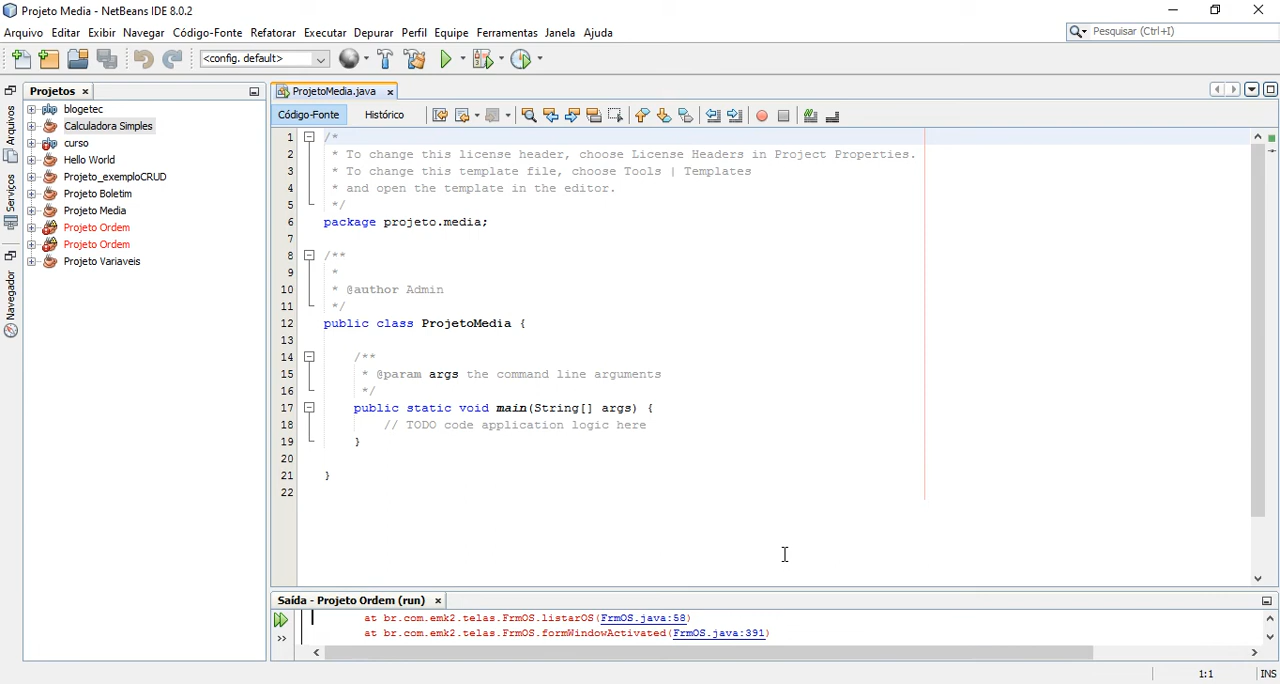 Projeto Media - NetBeans IDE 8.0.2
Arquivo Editar Exibir Navegar Código-Fonte Refatorar Executar Depurar Perfil Equipe Ferramentas Janela Ajuda
Pesquisar (Ctrl+I)
<config. default>
Projetos
ProjetoMedia.java
Código-Fonte Histórico
Arquivos
Serviços
Navegador
blogetec
Calculadora Simples
curso
Hello World
Projeto_exemploCRUD
Projeto Boletim
Projeto Media
Projeto Ordem
Projeto Ordem
Projeto Variaveis
1 /*
2 * To change this license header, choose License Headers in Project Properties.
3 * To change this template file, choose Tools | Templates
4 * and open the template in the editor.
5 */
6 package projeto.media;
7
8 /**
9 *
10 * @author Admin
11 */
12 public class ProjetoMedia {
13
14 /**
15 * @param args the command line arguments
16 */
17 public static void main(String[] args) {
18 // TODO code application logic here
19 }
20
21 }
22
Saída - Projeto Ordem (run)
at br.com.emk2.telas.FrmOS.listarOS(FrmOS.java:58)
at br.com.emk2.telas.FrmOS.formWindowActivated(FrmOS.java:391)
1:1 INS